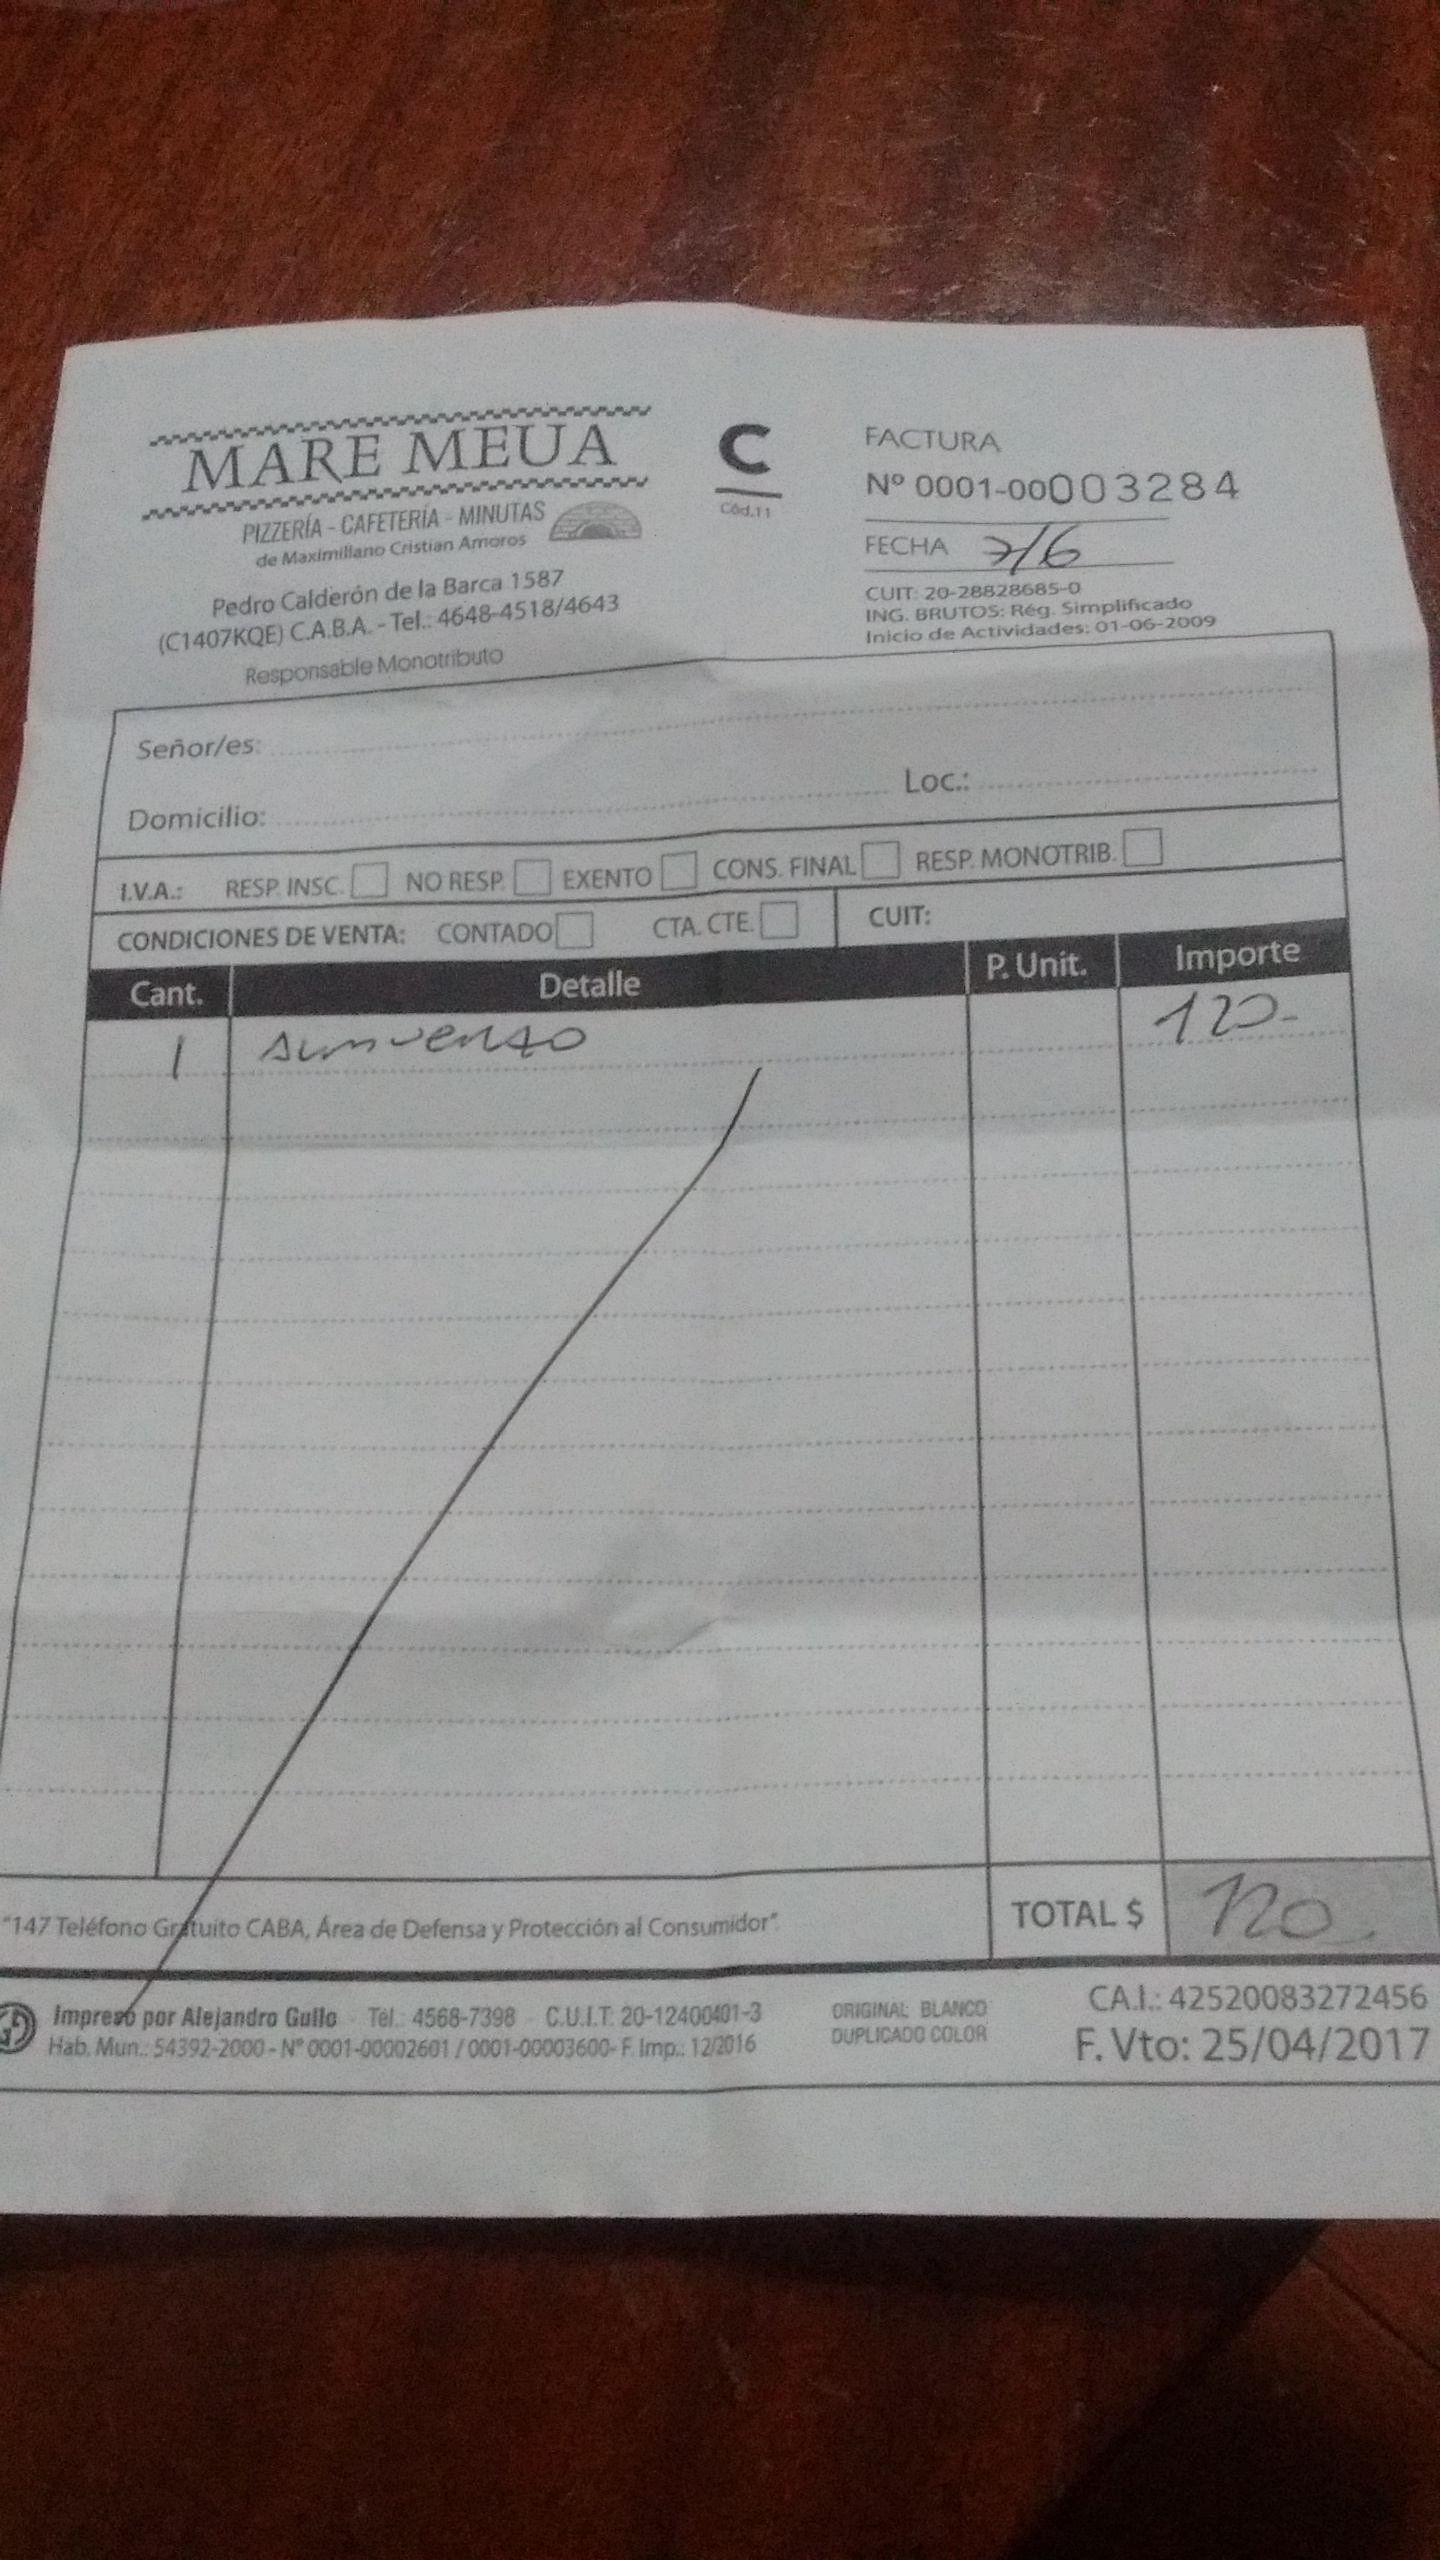 MARE MEUA
PIZZERÍA - CAFETERÍA - MINUTAS
de Maximiliano Cristian Amoros
Pedro Calderón de la Barca 1587
(C1407KQE) C.A.B.A. - Tel.: 4648-4518/4643
Responsable Monotributo
C
Cód.11
FACTURA
Nº 0001-00003284
FECHA 7/6
CUIT: 20-28828685-0
ING. BRUTOS: Rég. Simplificado
Inicio de Actividades: 01-06-2009
Señor/es:
Domicilio: Loc.:
I.V.A.: RESP. INSC. NO RESP. EXENTO CONS. FINAL RESP. MONOTRIB.
CONDICIONES DE VENTA: CONTADO CTA. CTE. CUIT:
Cant. Detalle P. Unit. Importe
1 120-
"147 Teléfono Gratuito CABA, Área de Defensa y Protección al Consumidor". TOTAL $ 120
Impreso por Alejandro Gullo - Tel.: 4568-7398 - C.U.I.T: 20-12400401-3
Hab. Mun.: 54392-2000 - Nº 0001-00002601 / 0001-00003600- F. Imp.: 12/2016
ORIGINAL: BLANCO
DUPLICADO COLOR
CA.I.: 42520083272456
F. Vto: 25/04/2017